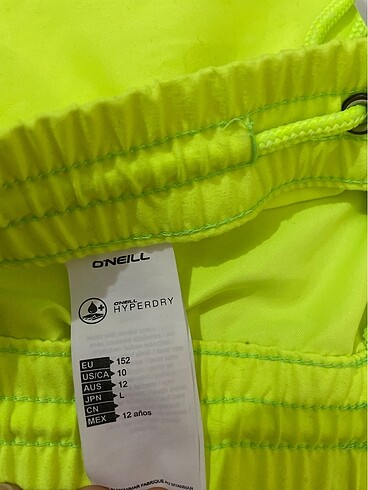 O'NEILL
O'NEILL
HYPERDRY
EU 152
US/CA 10
AUS 12
JPN L
CN
MEX 12 años